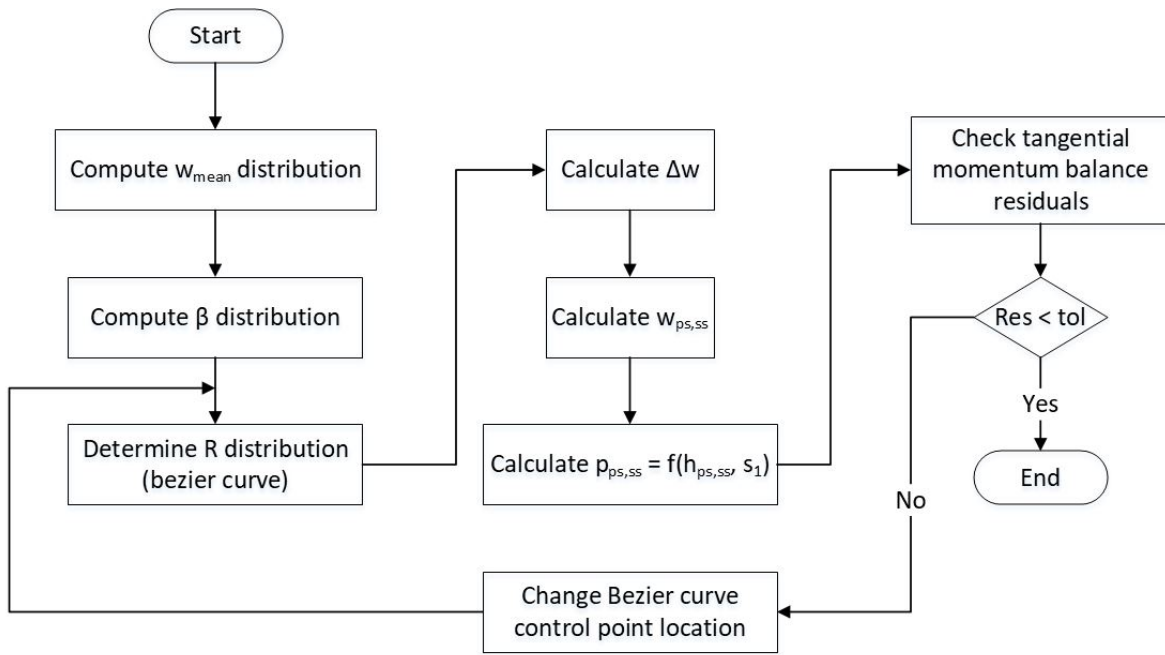 Start
Compute w_mean distribution
Compute β distribution
Determine R distribution
(bezier curve)
Calculate Δw
Calculate w_ps,ss
Calculate p_ps,ss = f(h_ps,ss, s_1)
Check tangential
momentum balance
residuals
Res < tol
Yes
End
No
Change Bezier curve
control point location